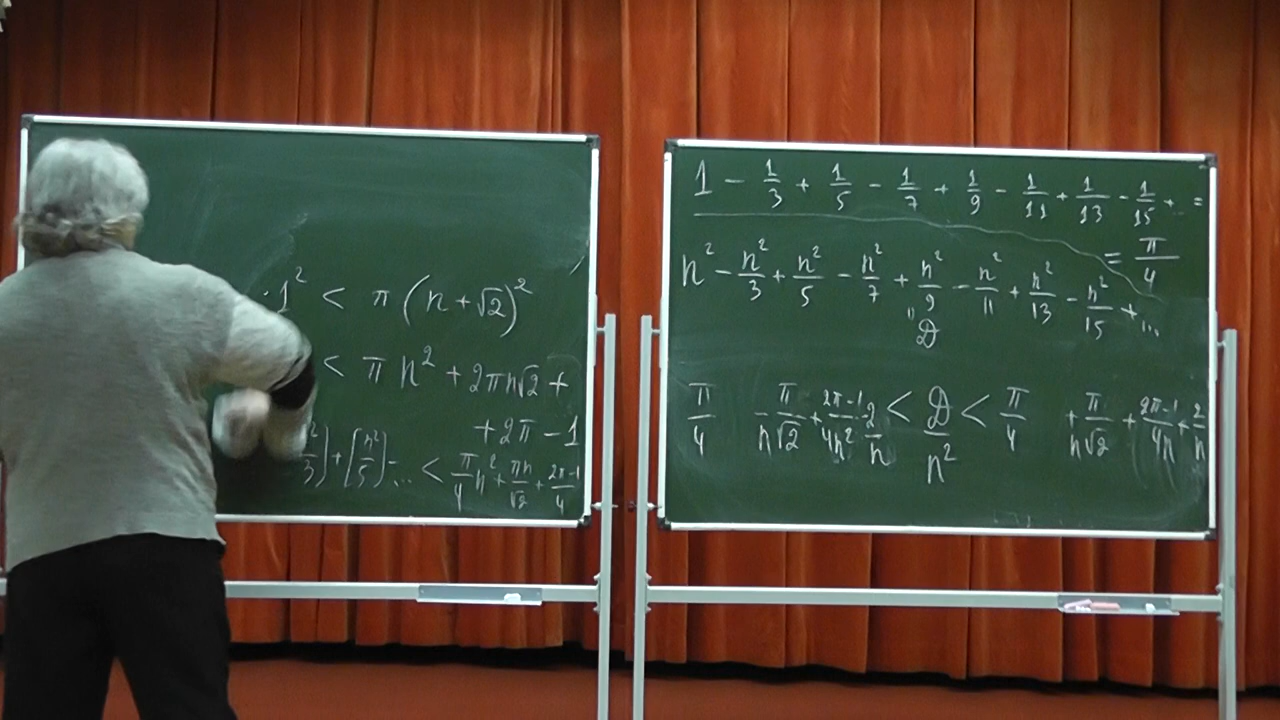 · 1² < π (n + √2)²
< πn² + 2πn√2 +
+ 2π − 1
²/3] + [n²/5] − ... < π/4 n² + πn/√2 + 2π−1/4
1 − 1/3 + 1/5 − 1/7 + 1/9 − 1/11 + 1/13 − 1/15 + . =
= π/4
n² − n²/3 + n²/5 − n²/7 + n²/9 − n²/11 + n²/13 − n²/15 + ...
" D
π/4 − π/n√2 + 2π−1/4n² − 2/n < D/n² < π/4 + π/n√2 + 2π−1/4n + 2/n